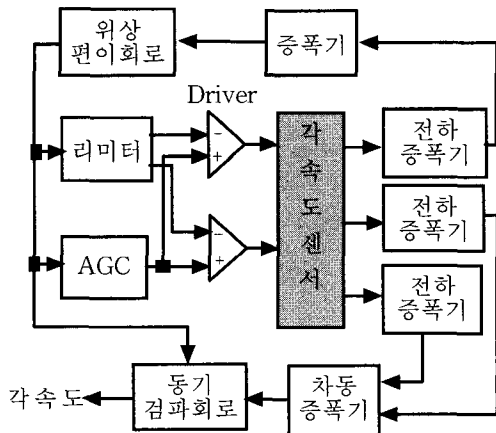 위상
편이회로
증폭기
Driver
리미터
-
+
각속도센서
전하
증폭기
전하
증폭기
AGC
-
+
전하
증폭기
각속도
동기
검파회로
차동
증폭기